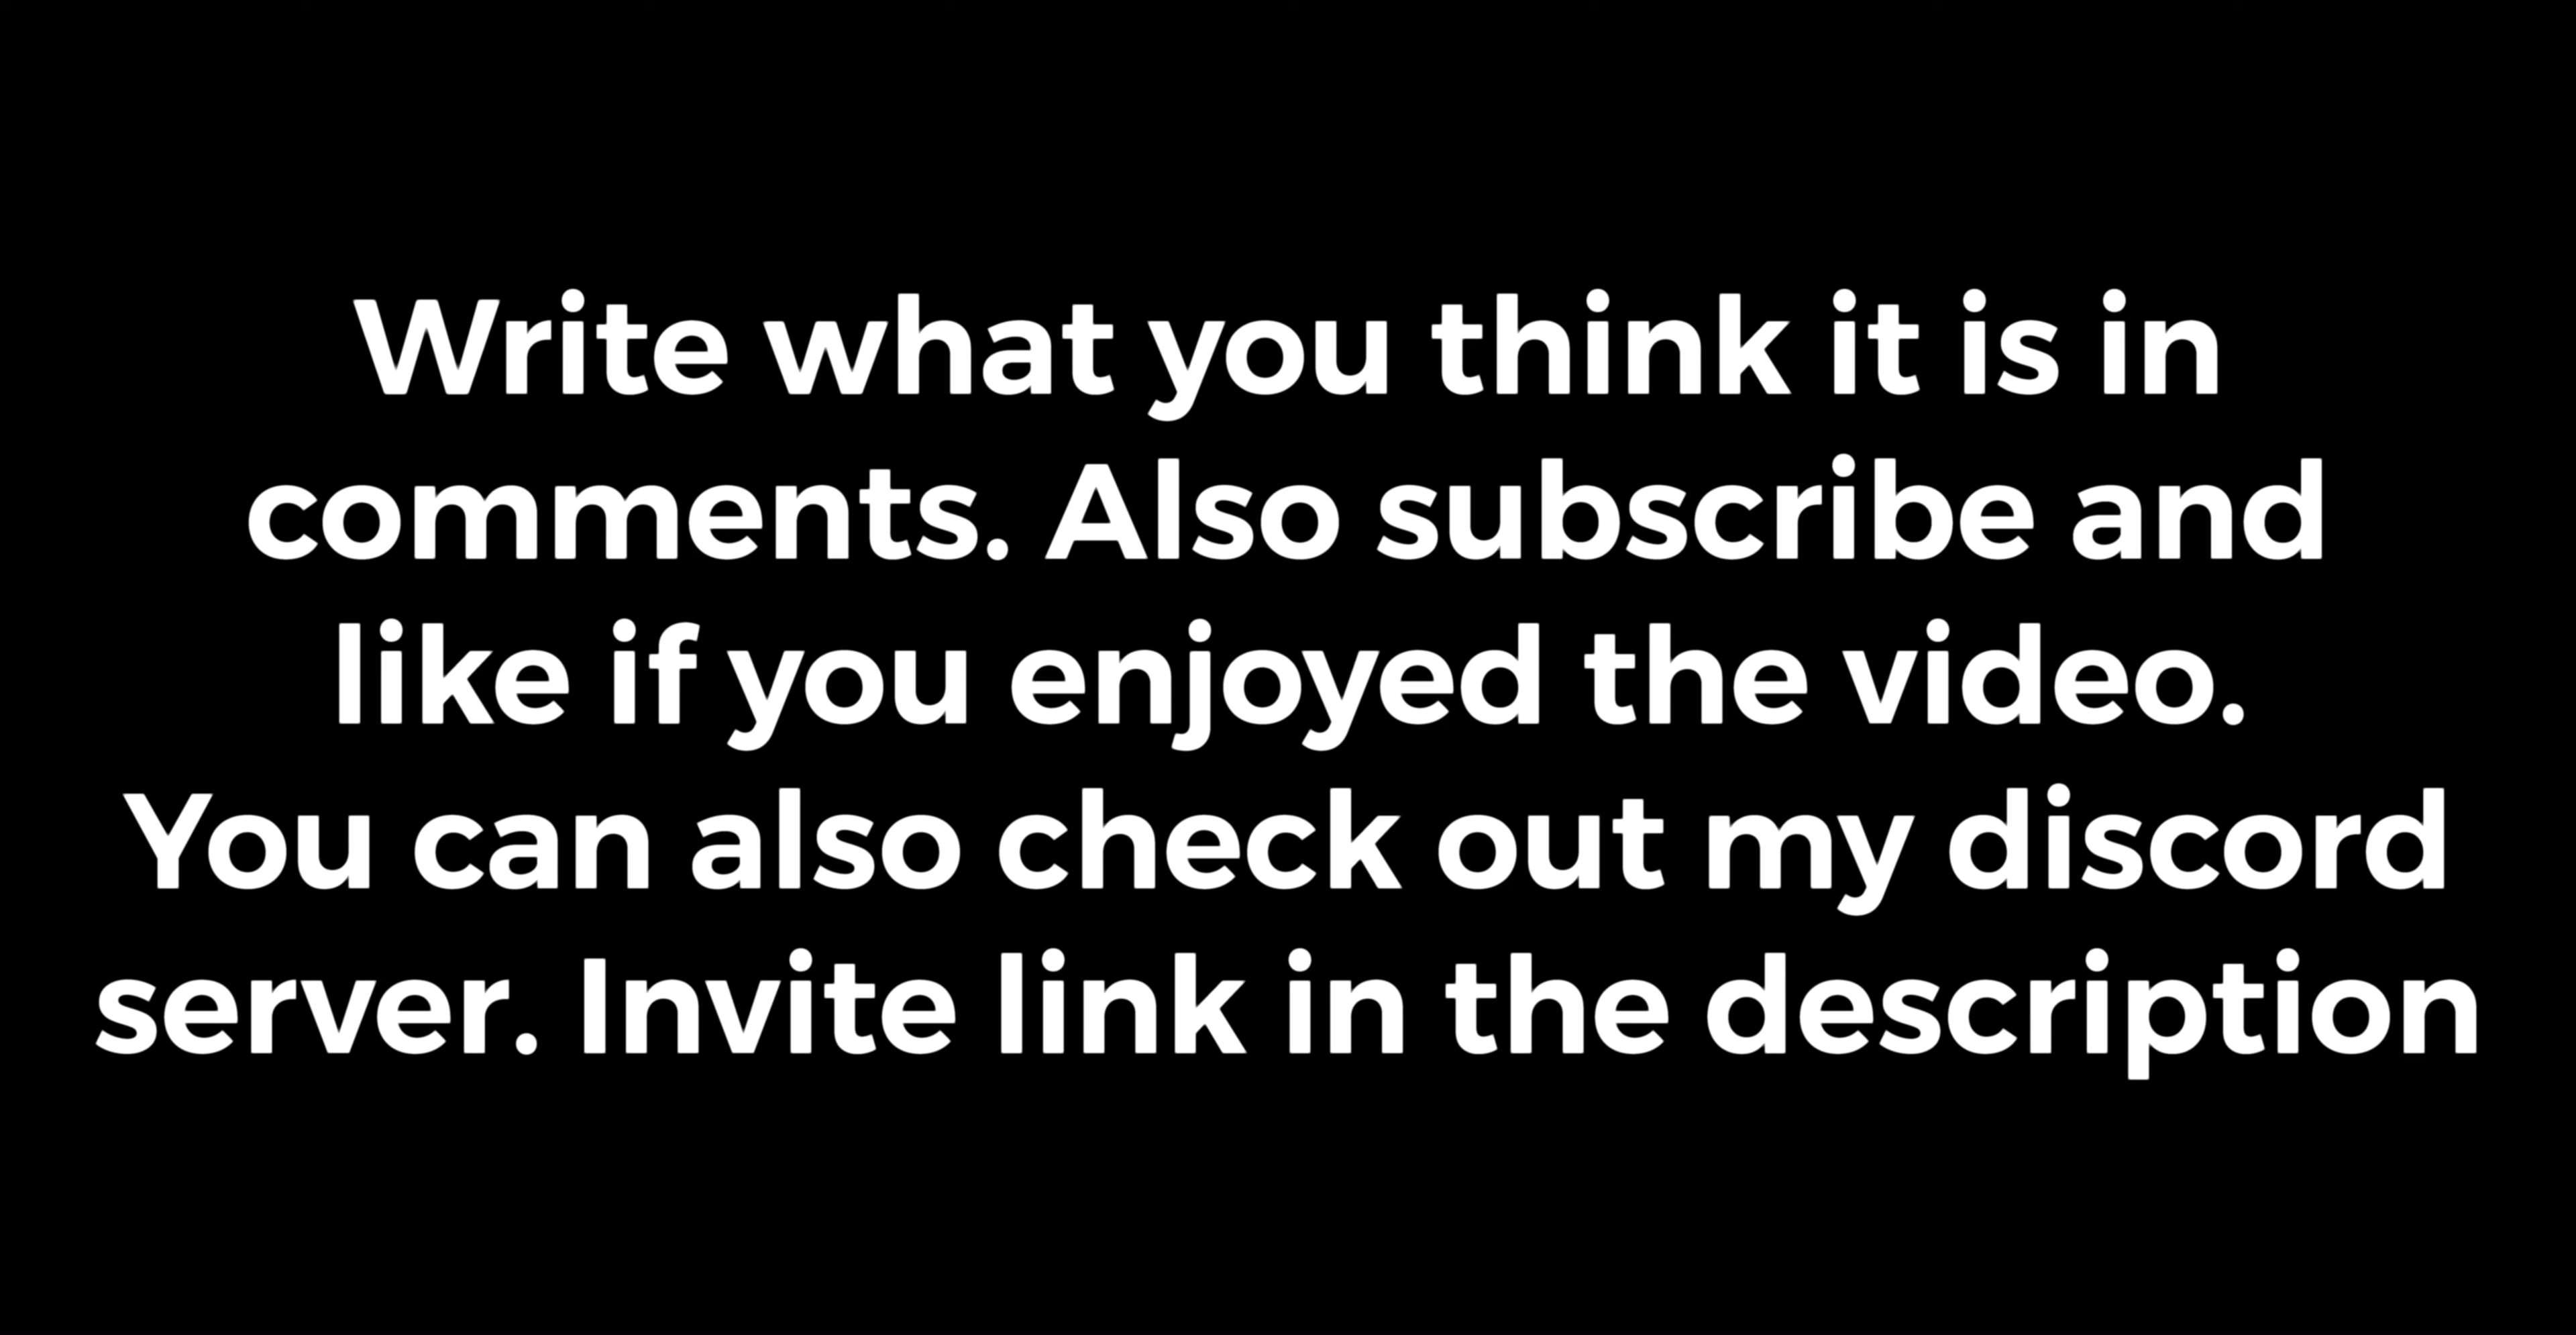 Write what you think it is in
comments. Also subscribe and
like if you enjoyed the video.
You can also check out my discord
server. Invite link in the description